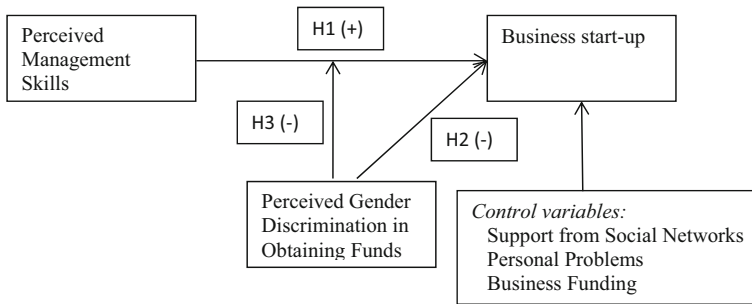 Perceived
Management
Skills
H1 (+)
Business start-up
H3 (-)
H2 (-)
Perceived Gender
Discrimination in
Obtaining Funds
Control variables:
Support from Social Networks
Personal Problems
Business Funding